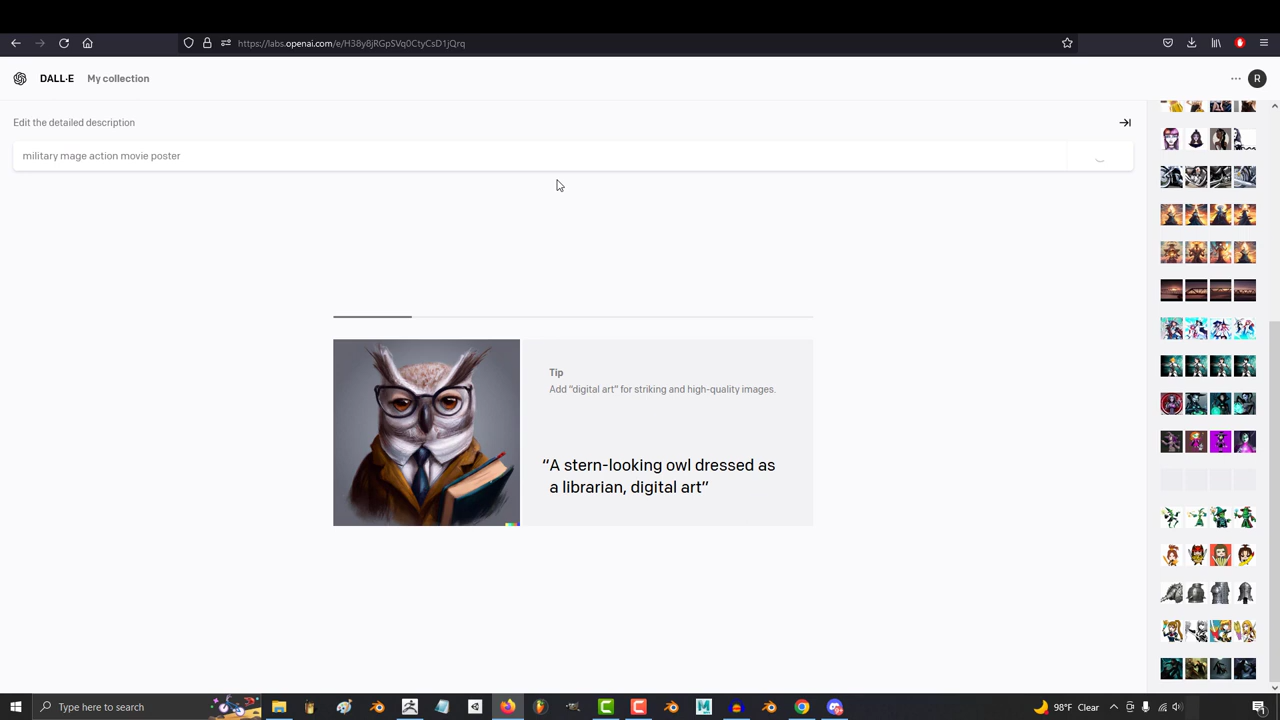 https://labs.openai.com/e/H38y8jRGpSVq0CtyCsD1jQrq
DALL·E My collection
R
Edit the detailed description
military mage action movie poster
Tip
Add "digital art" for striking and high-quality images.
“A stern-looking owl dressed as
a librarian, digital art”
Type here to search
98°F Clear